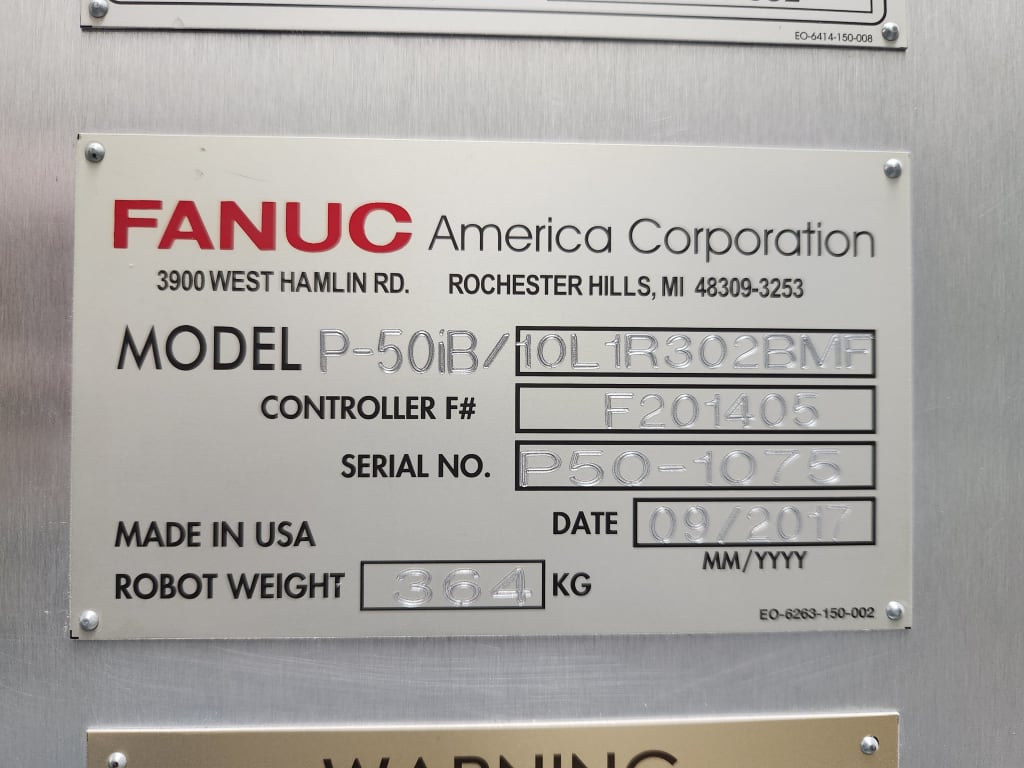 EO-6414-150-008
FANUC America Corporation
3900 WEST HAMLIN RD. ROCHESTER HILLS, MI 48309-3253
MODEL P-50iB/10L1R302BMF
CONTROLLER F# F201405
SERIAL NO. P50-1075
MADE IN USA DATE 09/2017
MM/YYYY
ROBOT WEIGHT 364 KG
EO-6263-150-002
WARNING